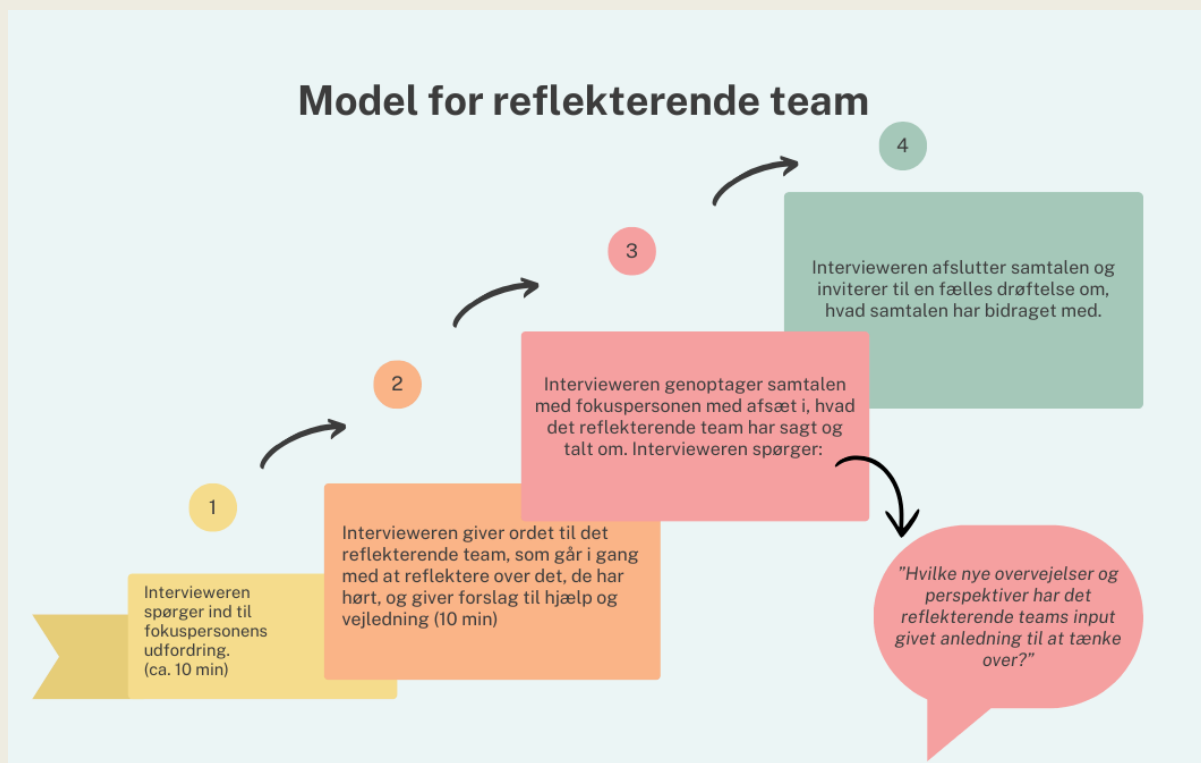 Model for reflekterende team
1
Intervieweren
spørger ind til
fokuspersonens
udfordring.
(ca. 10 min)
2
Intervieweren giver ordet til det
reflekterende team, som går i gang
med at reflektere over det, de har
hørt, og giver forslag til hjælp og
vejledning (10 min)
3
Intervieweren genoptager samtalen
med fokuspersonen med afsæt i, hvad
det reflekterende team har sagt og
talt om. Intervieweren spørger:
"Hvilke nye overvejelser og
perspektiver har det
reflekterende teams input
givet anledning til at tænke
over?"
4
Intervieweren afslutter samtalen og
inviterer til en fælles drøftelse om,
hvad samtalen har bidraget med.